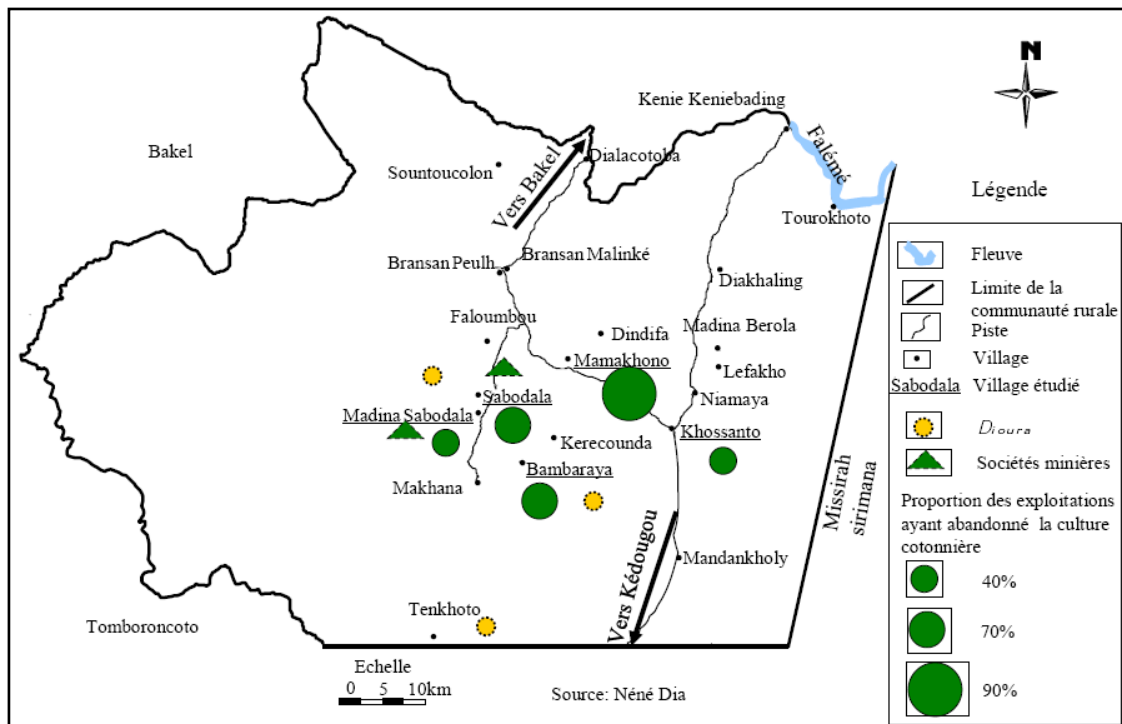 N
Kenie Keniebading
Falémé
Bakel
Dialacotoba
Sountoucolon
Vers Bakel
Légende
Tourokhoto
Fleuve
Bransan Peulh
Bransan Malinké
Diakhaling
Limite de la
communauté rurale
Piste
Faloumbou
Dindifa
Madina Berola
Village
Mamakhono
Lefakho
Sabodala
Village étudié
Sabodala
Niamaya
Madina Sabodala
Khossanto
Dioura
Kerecounda
Sociétés minières
Bambaraya
Makhana
Missirah
sirimana
Proportion des exploitations
ayant abandonné la culture
cotonnière
Mandankholy
40%
Vers Kédougou
Tenkhoto
Tomboroncoto
70%
Echelle
0 5 10km
Source: Néné Dia
90%